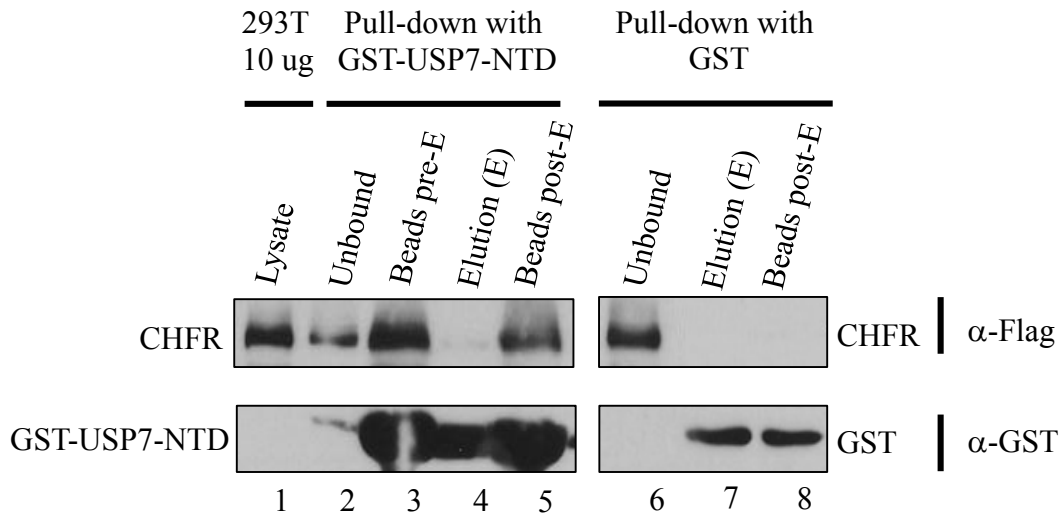 293T
10 ug
Pull-down with
GST-USP7-NTD
Pull-down with
GST
Lysate
Unbound
Beads pre-E
Elution (E)
Beads post-E
Unbound
Elution (E)
Beads post-E
CHFR
CHFR
α-Flag
GST-USP7-NTD
GST
α-GST
1 2 3 4 5 6 7 8